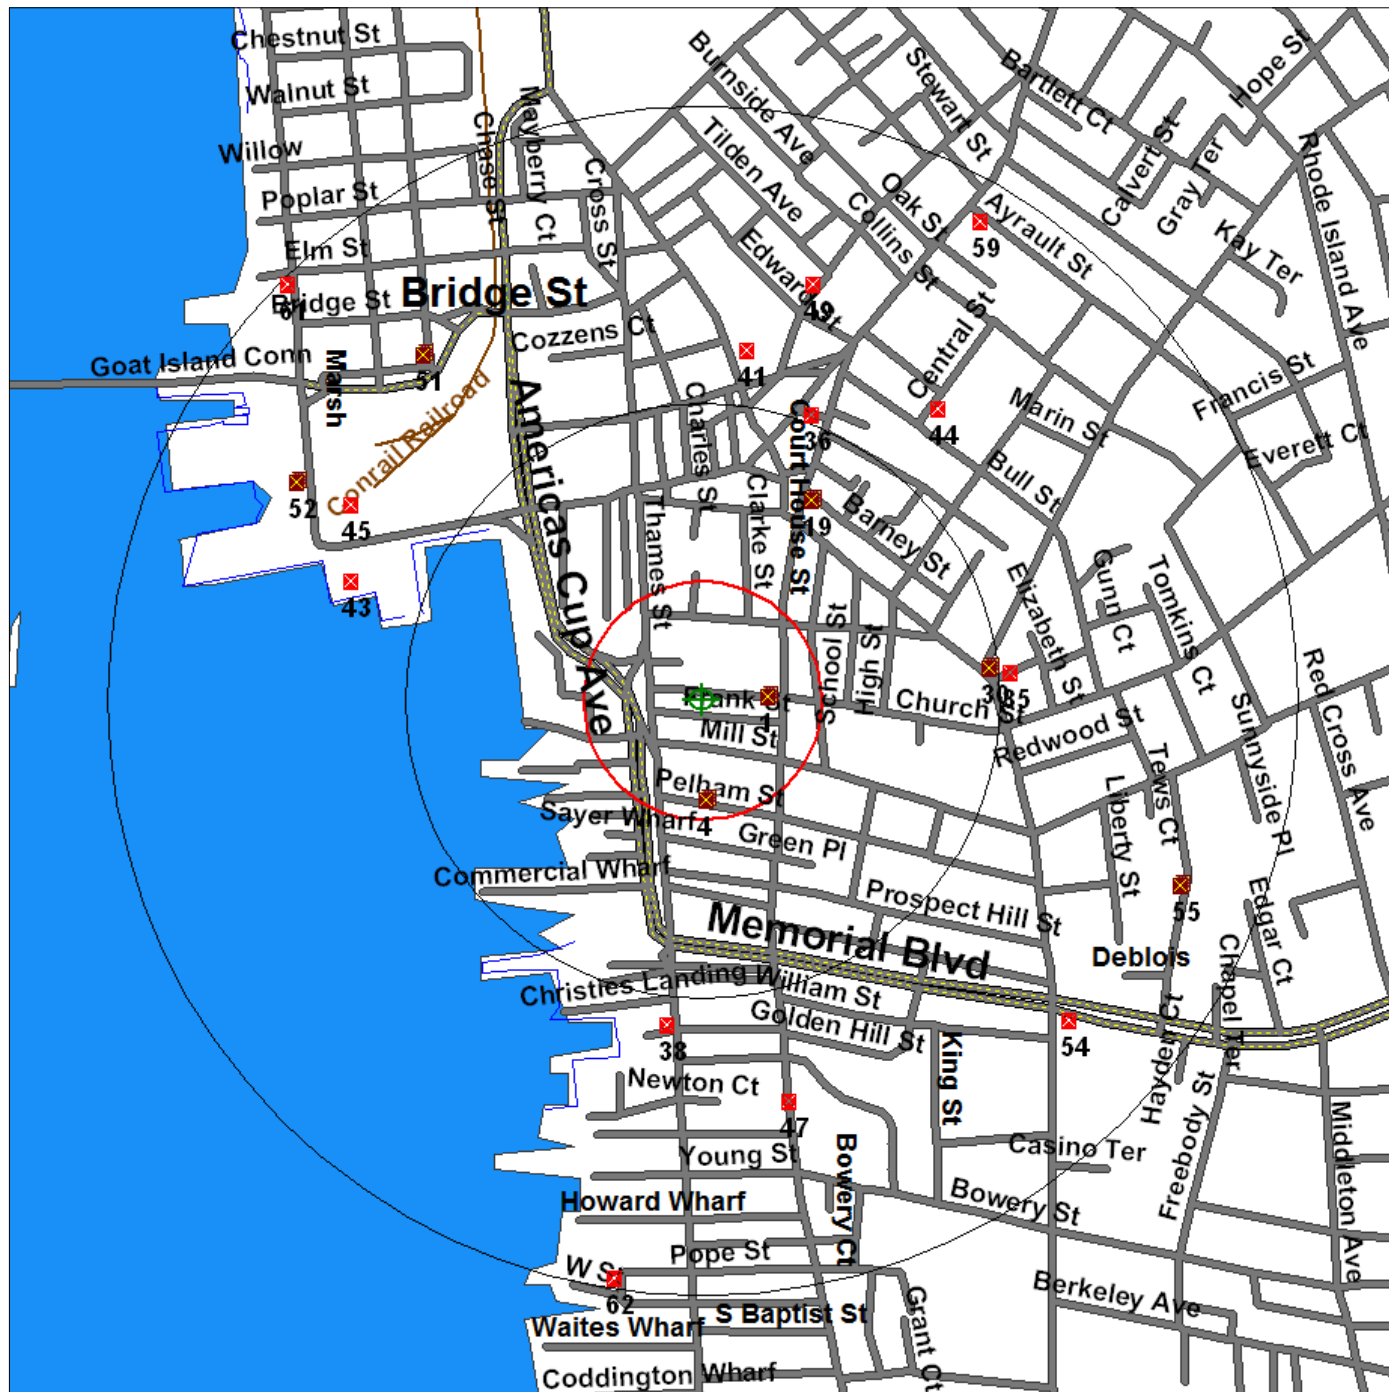 Chestnut St
Walnut St
Willow
Poplar St
Elm St
Bridge St
Bridge St
Goat Island Conn
Marsh
Chase St
Mayberry Ct
Cross St
Cozzens Ct
Conrail Railroad
Americas Cup Ave
Burnside Ave
Tilden Ave
Edward St
Stewart St
Oak St
Collins St
Bartlett Ct
Hope St
Calvert St
Gray Ter
Kay Ter
Rhode Island Ave
Ayrault St
Central St
Francis St
Everett Ct
Marin St
Bull St
Charles St
Court House St
Clarke St
Barney St
Thames St
School St
High St
Elizabeth St
Gunn Ct
Tomkins Ct
Red Cross Ave
Sunnyside Pl
Frank St
Church St
Redwood St
Mill St
Pelham St
Tews Ct
Liberty St
Sayer Wharf
Green Pl
Commercial Wharf
Prospect Hill St
Memorial Blvd
Deblois
Edgar Ct
Chapel Ter
Christies Landing
William St
Golden Hill St
King St
Hayden Ct
Freebody St
Newton Ct
Young St
Casino Ter
Middleton Ave
Bowery Ct
Bowery St
Howard Wharf
Pope St
W St
Berkeley Ave
S Baptist St
Waites Wharf
Grant Ct
Coddington Wharf
59
61
49
41
51
36
44
52
45
19
43
30
35
1
4
55
38
54
47
62